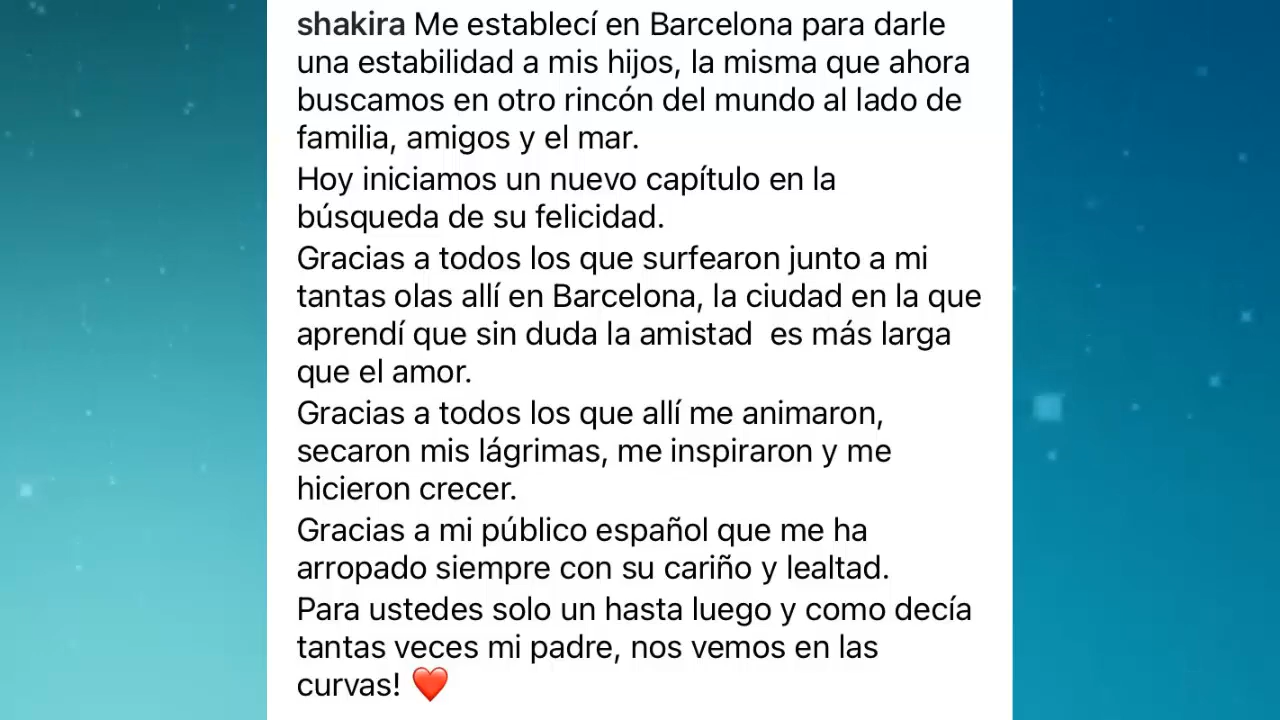 shakira Me establecí en Barcelona para darle
una estabilidad a mis hijos, la misma que ahora
buscamos en otro rincón del mundo al lado de
familia, amigos y el mar.
Hoy iniciamos un nuevo capítulo en la
búsqueda de su felicidad.
Gracias a todos los que surfearon junto a mi
tantas olas allí en Barcelona, la ciudad en la que
aprendí que sin duda la amistad  es más larga
que el amor.
Gracias a todos los que allí me animaron,
secaron mis lágrimas, me inspiraron y me
hicieron crecer.
Gracias a mi público español que me ha
arropado siempre con su cariño y lealtad.
Para ustedes solo un hasta luego y como decía
tantas veces mi padre, nos vemos en las
curvas! ❤️